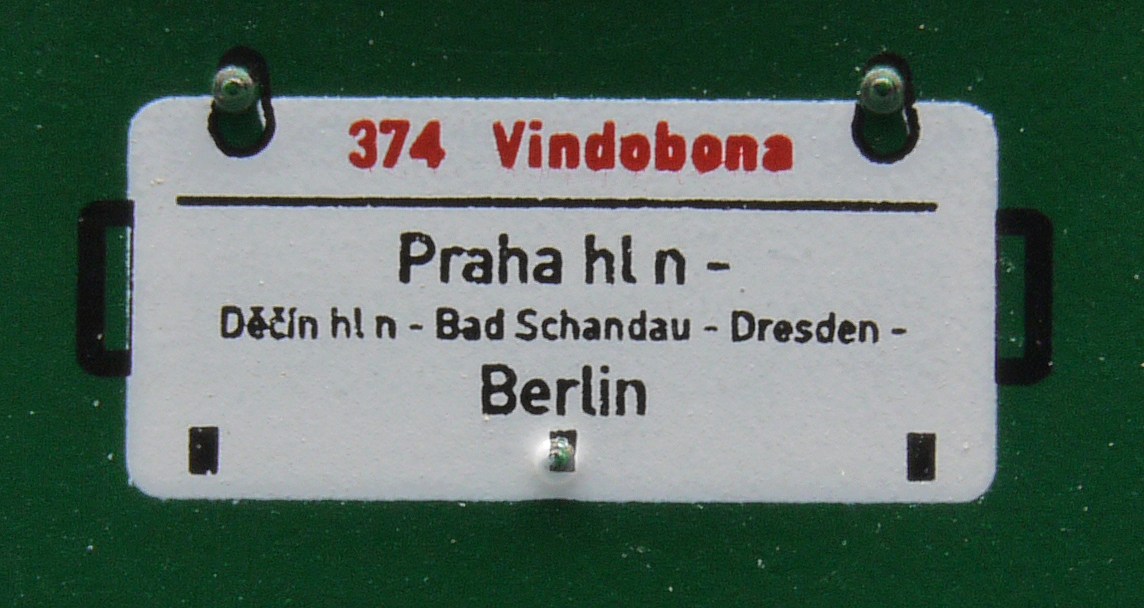 374 Vindobona
Praha hl n -
Děčín hl n - Bad Schandau - Dresden -
Berlin